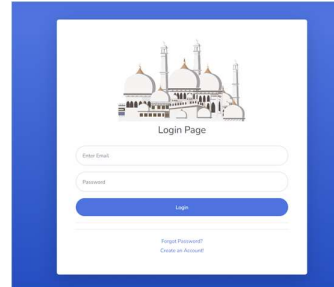 Login Page
Enter Email
Password
Login
Forgot Password?
Create an Account!